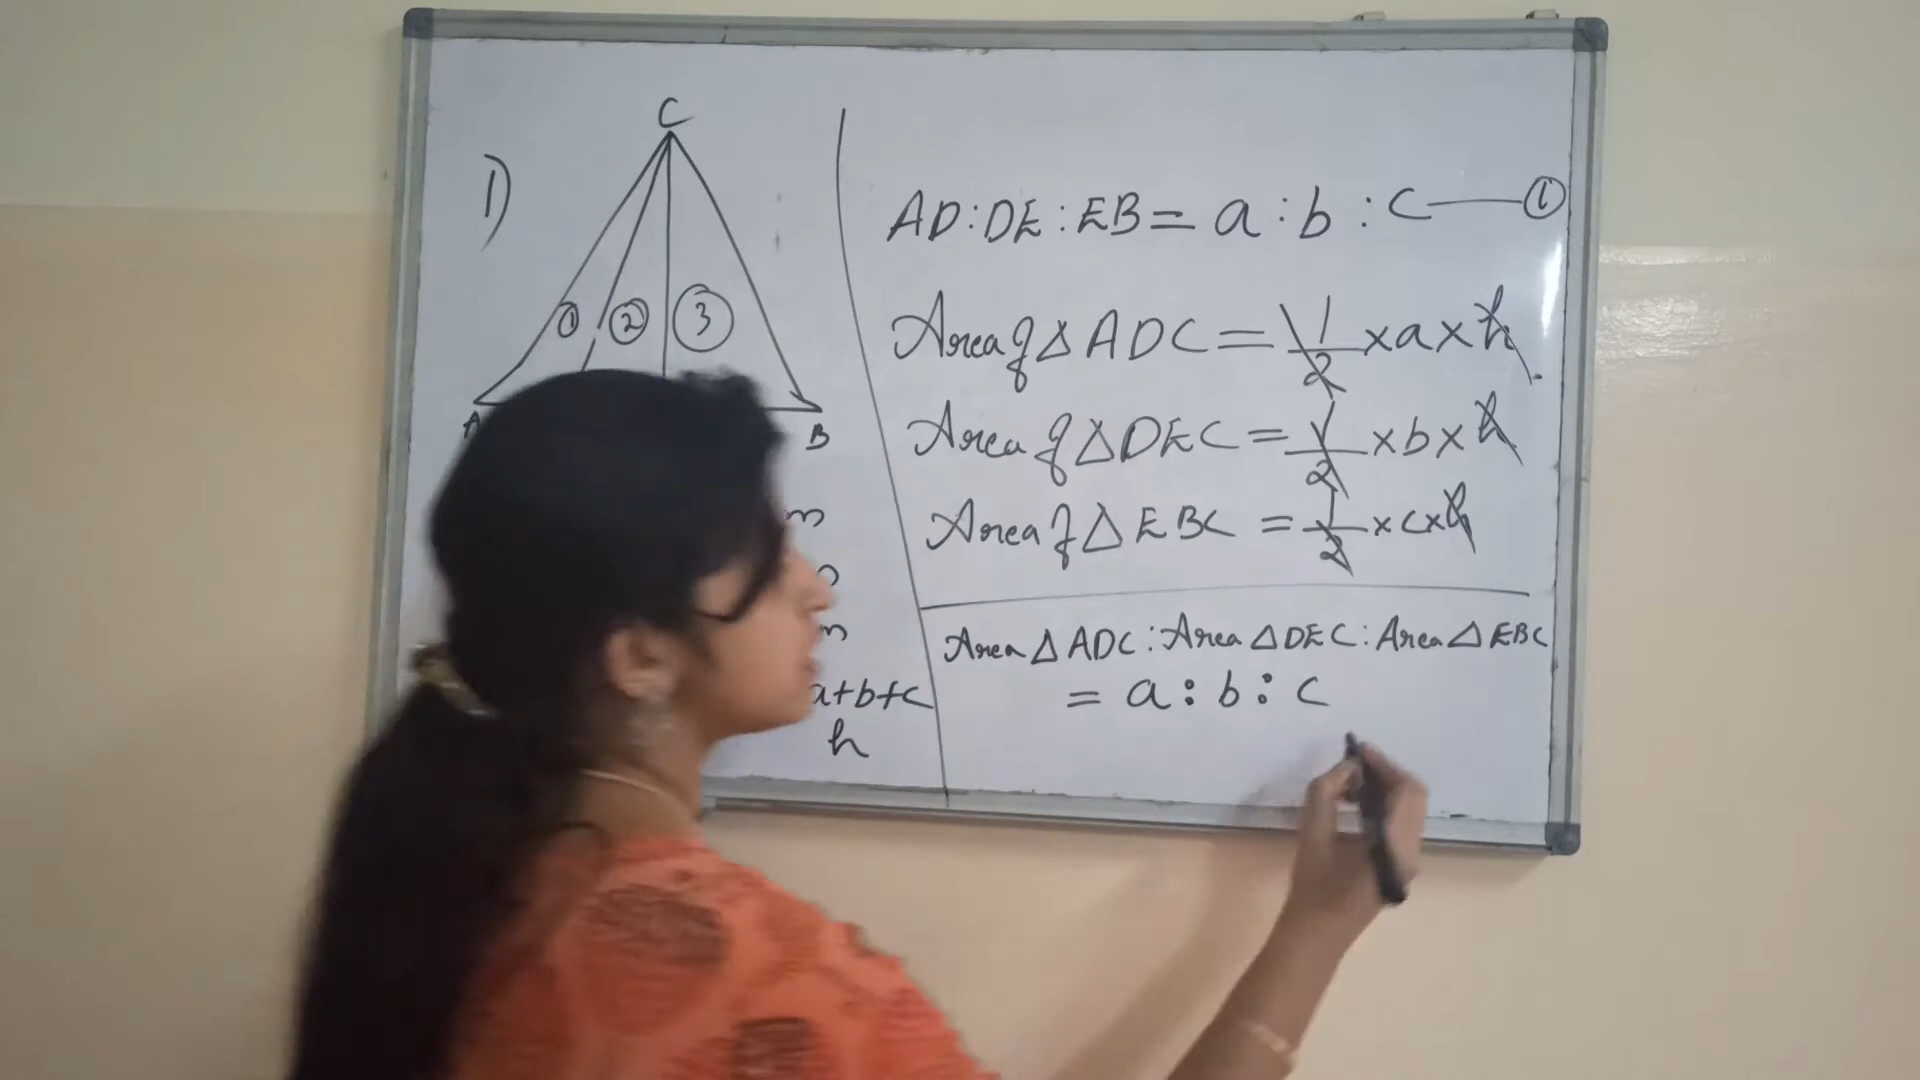 1)
C
① ② ③
A B
a+b+c
h
AD:DE:EB = a:b:c — ①
Area of △ ADC = 1/2 × a × h
Area of △ DEC = 1/2 × b × h
Area of △ EBC = 1/2 × c × h
Area △ ADC : Area △ DEC : Area △ EBC
= a : b : c